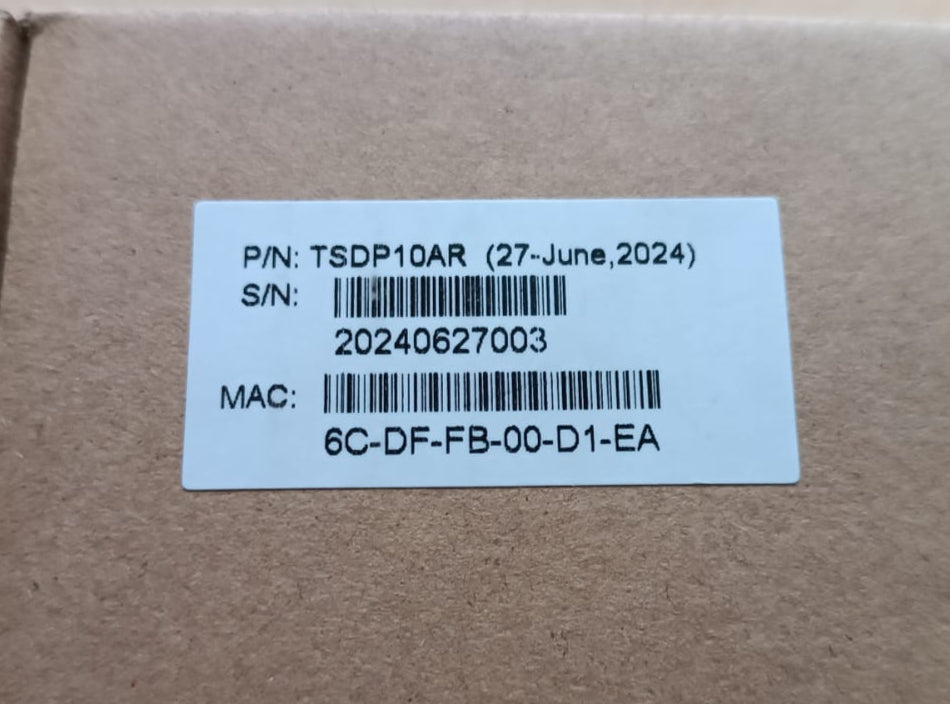 P/N: TSDP10AR (27-June,2024)
S/N:
20240627003
MAC:
6C-DF-FB-00-D1-EA